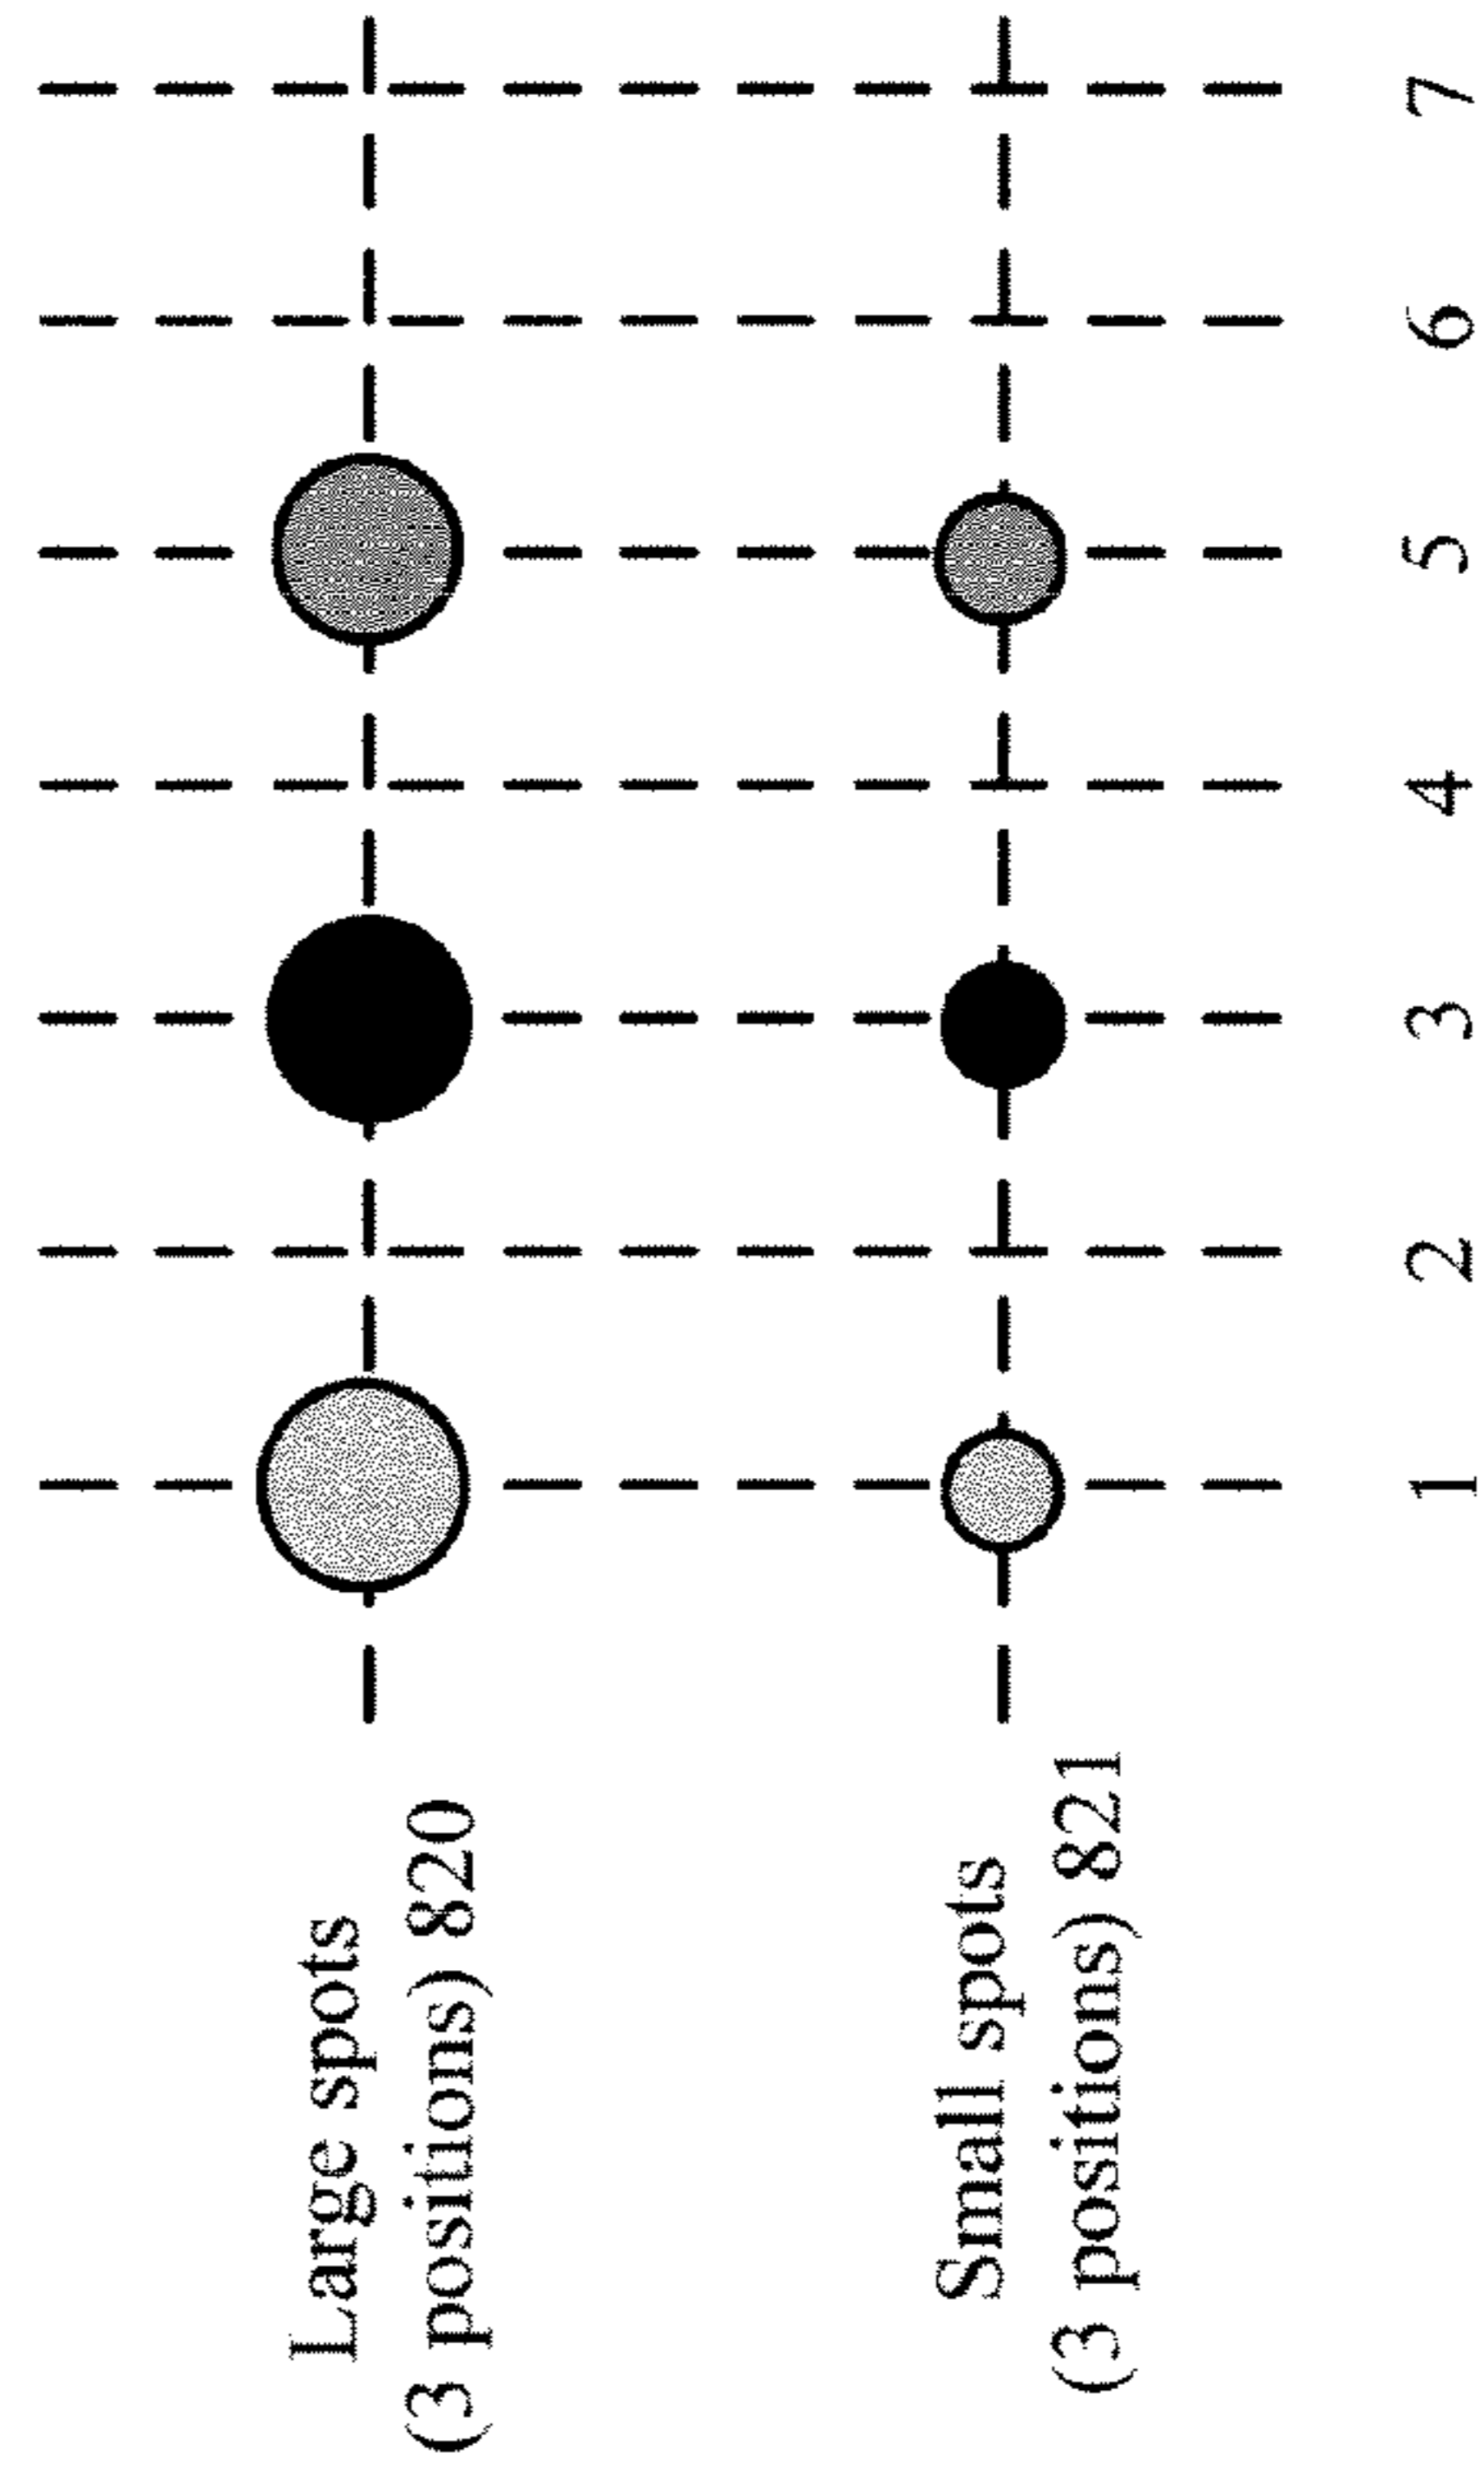 Large spots
(3 positions) 820
Small spots
(3 positions) 821
1 2 3 4 5 6 7